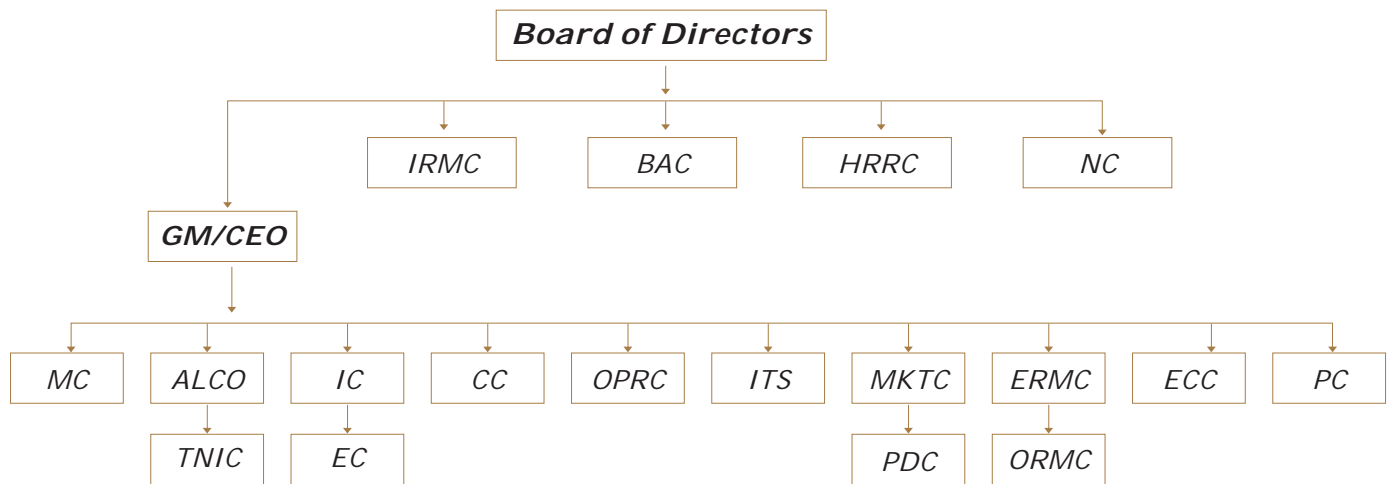 Board of Directors
IRMC
BAC
HRRC
NC
GM/CEO
MC
ALCO
IC
CC
OPRC
ITS
MKTC
ERMC
ECC
PC
TNIC
EC
PDC
ORMC